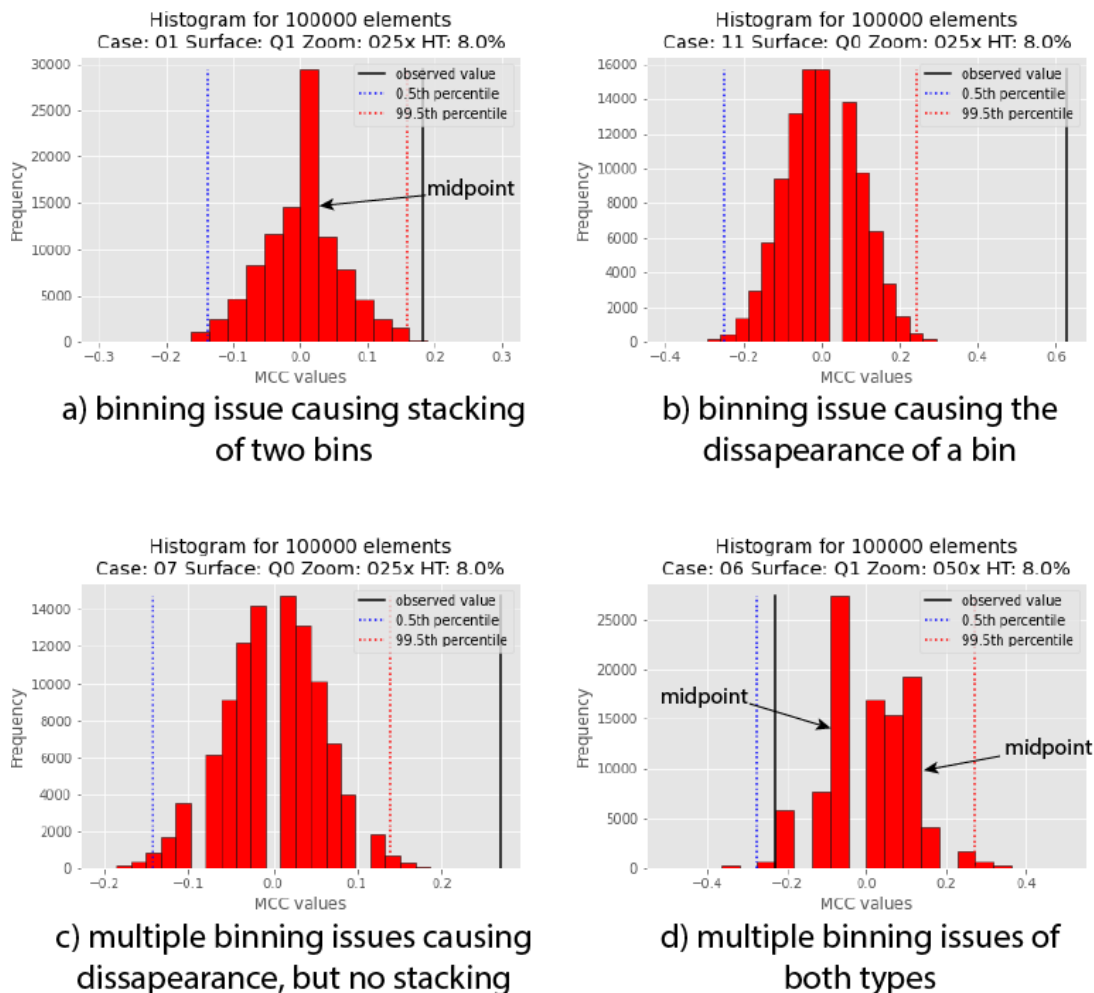 Histogram for 100000 elements
Case: 01 Surface: Q1 Zoom: 025x HT: 8.0%
30000
25000
20000
15000
10000
5000
0
Frequency
observed value
0.5th percentile
99.5th percentile
midpoint
−0.3 −0.1 0.0 0.1 0.2 0.3
MCC values
a) binning issue causing stacking
of two bins
Histogram for 100000 elements
Case: 11 Surface: Q0 Zoom: 025x HT: 8.0%
16000
14000
12000
10000
8000
6000
4000
2000
0
Frequency
observed value
0.5th percentile
99.5th percentile
−0.4 −0.2 0.0 0.2 0.4 0.6
MCC values
b) binning issue causing the
dissapearance of a bin
Histogram for 100000 elements
Case: 07 Surface: Q0 Zoom: 025x HT: 8.0%
14000
12000
10000
8000
6000
4000
2000
0
Frequency
observed value
0.5th percentile
99.5th percentile
−0.2 −0.1 0.0 0.1 0.2
MCC values
c) multiple binning issues causing
dissapearance, but no stacking
Histogram for 100000 elements
Case: 06 Surface: Q1 Zoom: 050x HT: 8.0%
25000
20000
15000
10000
5000
0
Frequency
observed value
0.5th percentile
99.5th percentile
midpoint
midpoint
−0.4 −0.2 0.0 0.2 0.4
MCC values
d) multiple binning issues of
both types